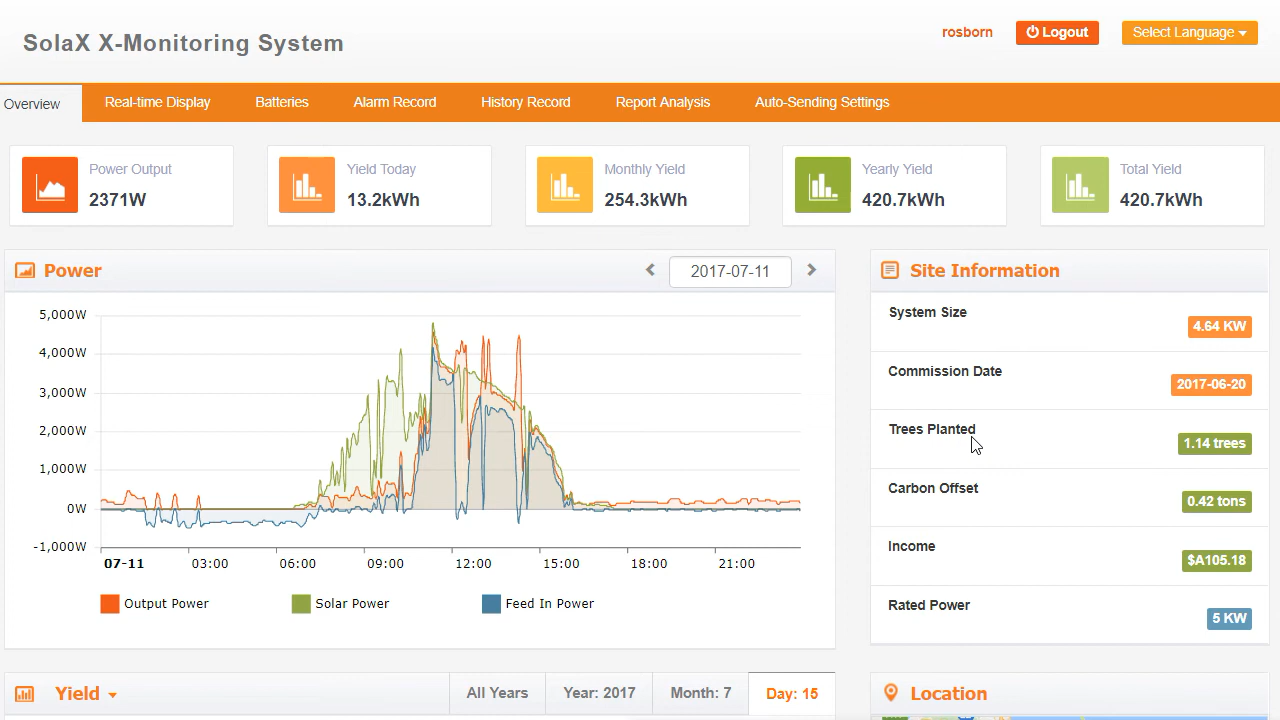 SolaX X-Monitoring System
rosborn
Logout
Select Language
Overview
Real-time Display
Batteries
Alarm Record
History Record
Report Analysis
Auto-Sending Settings
Power Output
2371W
Yield Today
13.2kWh
Monthly Yield
254.3kWh
Yearly Yield
420.7kWh
Total Yield
420.7kWh
Power
2017-07-11
5,000W
4,000W
3,000W
2,000W
1,000W
0W
-1,000W
07-11
03:00
06:00
09:00
12:00
15:00
18:00
21:00
Output Power
Solar Power
Feed In Power
Site Information
System Size
4.64 KW
Commission Date
2017-06-20
Trees Planted
1.14 trees
Carbon Offset
0.42 tons
Income
$A105.18
Rated Power
5 KW
Yield
All Years
Year: 2017
Month: 7
Day: 15
Location